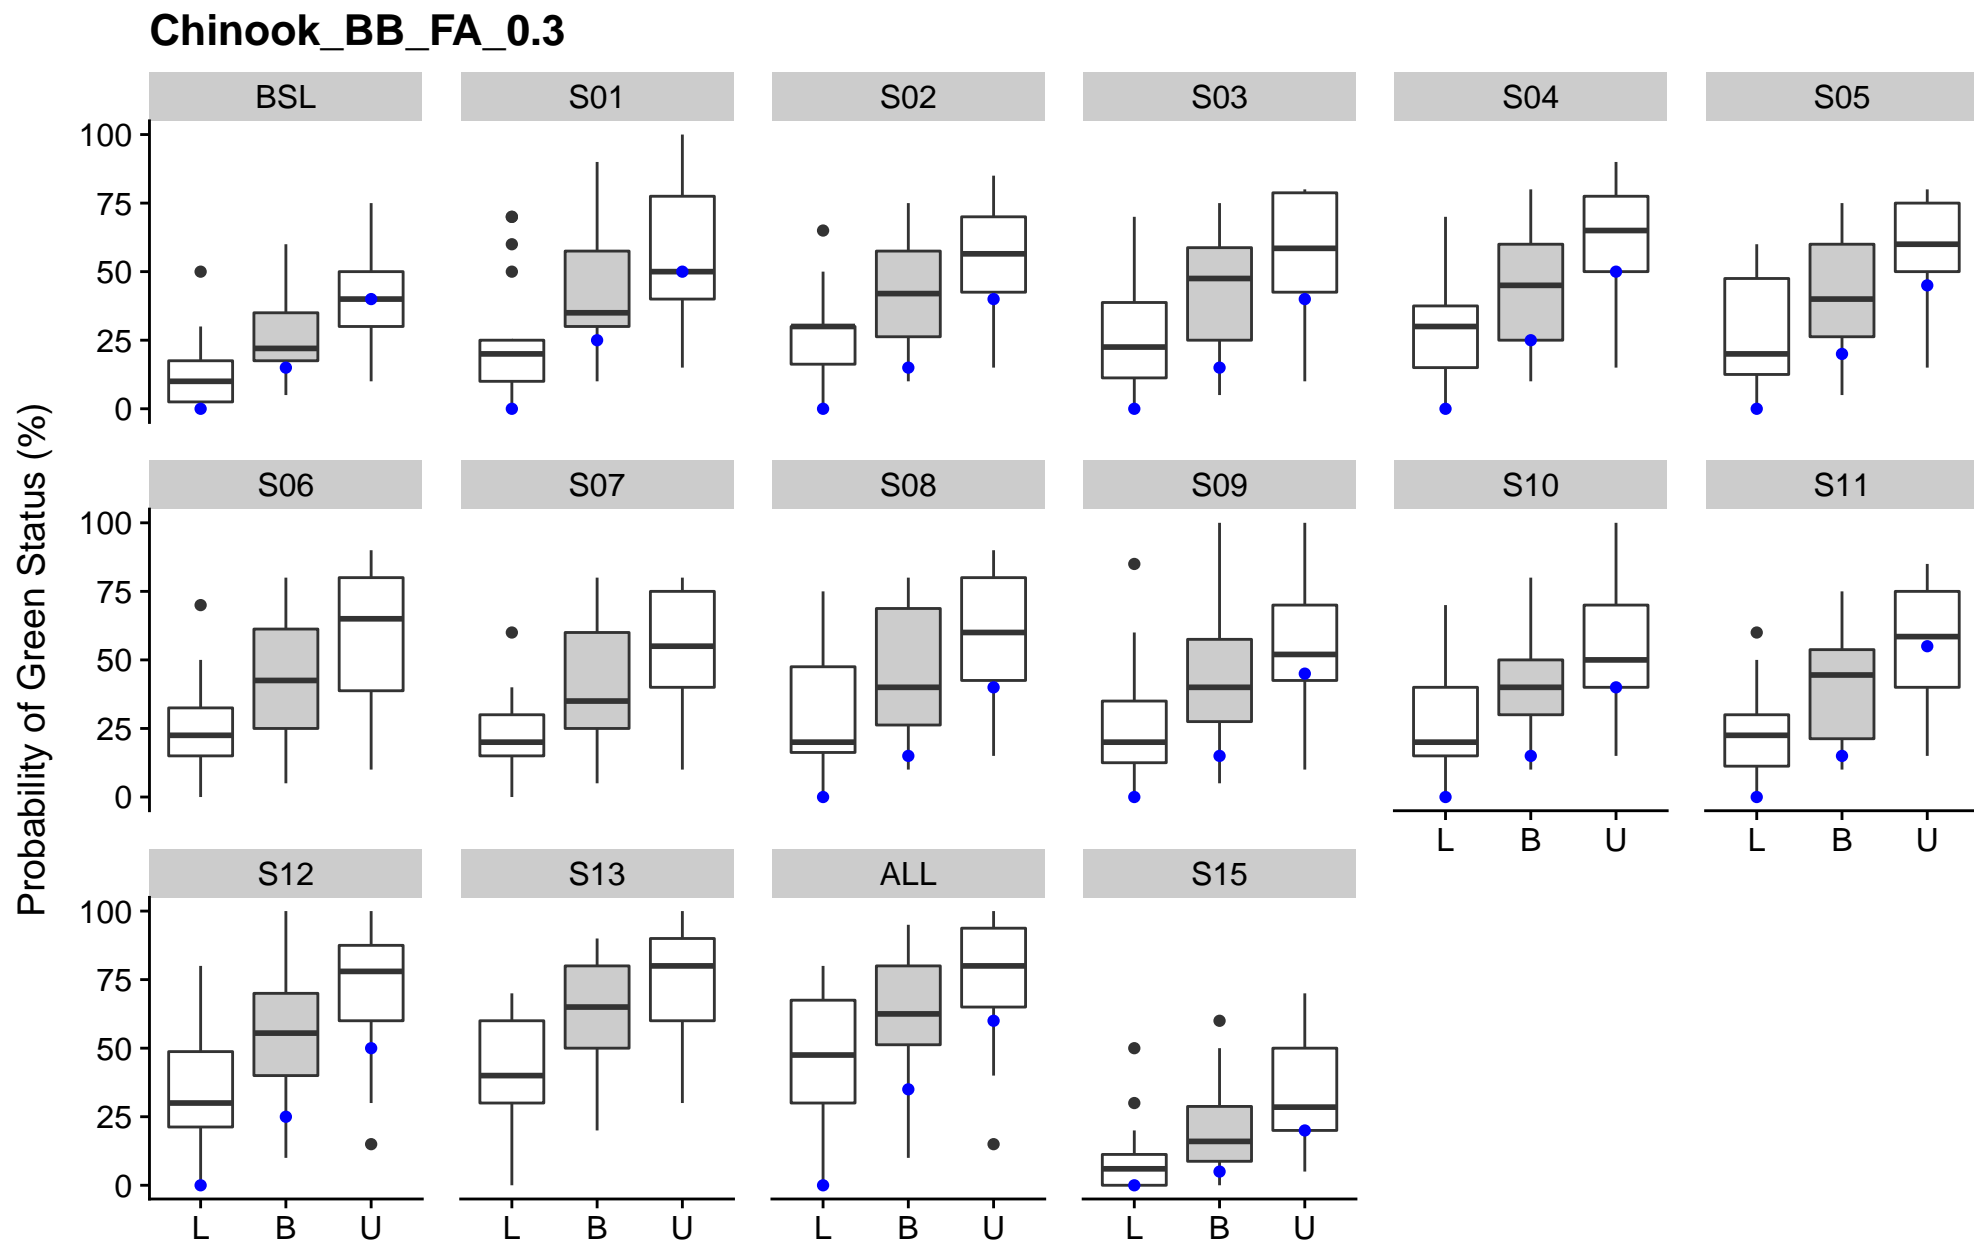 Chinook_BB_FA_0.3
BSL S01 S02 S03 S04 S05
100
75
50
25
0
S06 S07 S08 S09 S10 S11
100
75
50
25
0
L B U L B U
S12 S13 ALL S15
100
75
50
25
0
L B U L B U L B U L B U
Probability of Green Status (%)